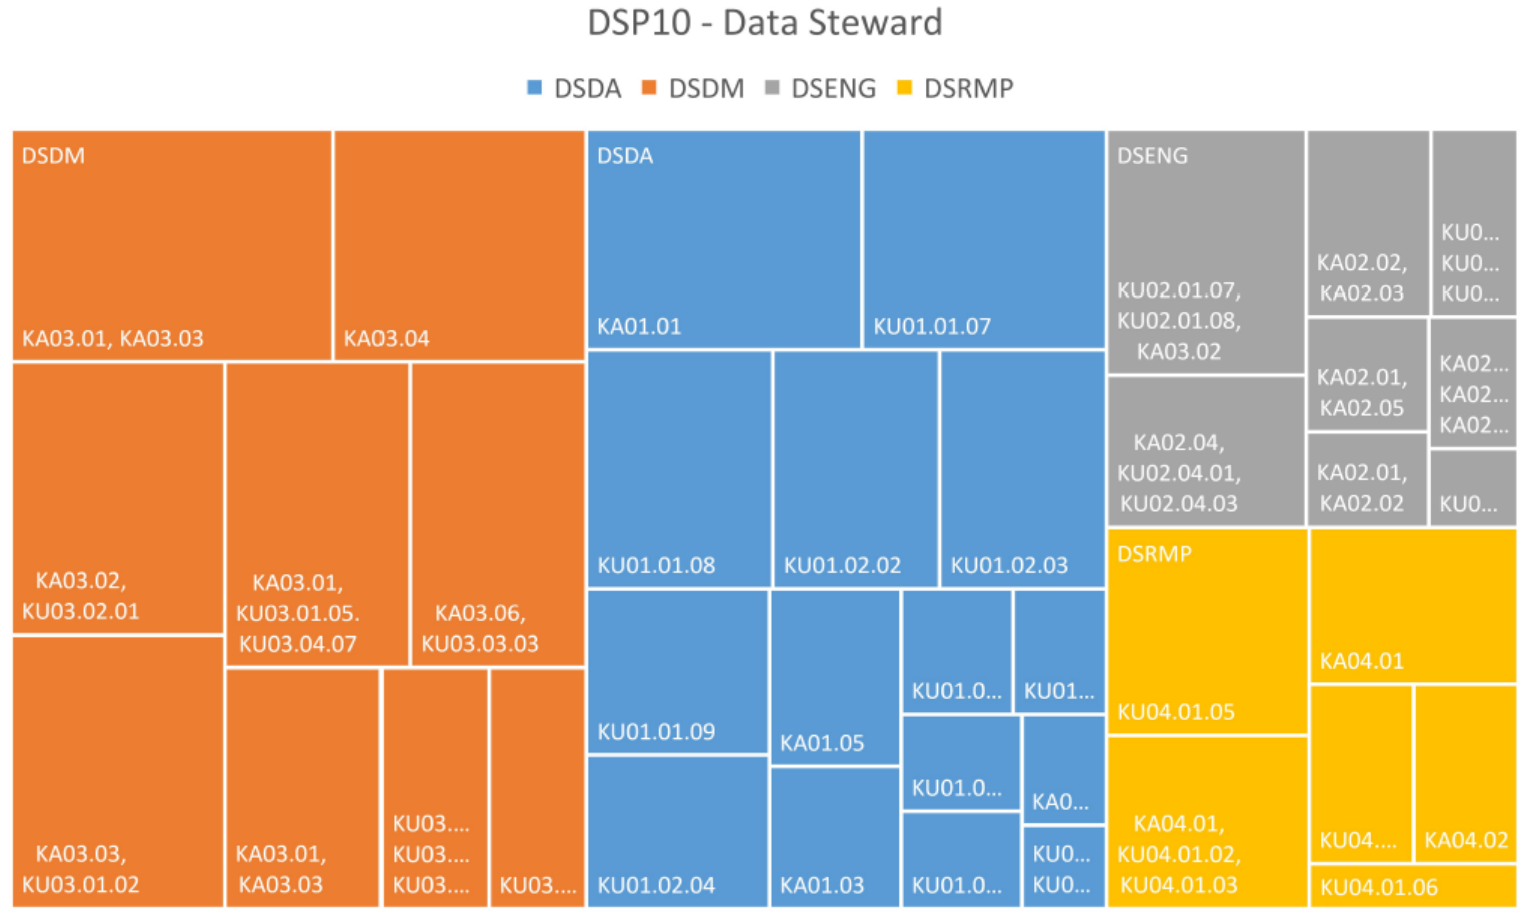 DSP10 - Data Steward
DSDA DSDM DSENG DSRMP
DSDM
KA03.01, KA03.03
KA03.04
KA03.02,
KU03.02.01
KA03.01,
KU03.01.05.
KU03.04.07
KA03.06,
KU03.03.03
KA03.03,
KU03.01.02
KA03.01,
KA03.03
KU03....
KU03....
KU03....
KU03....
DSDA
KA01.01
KU01.01.07
KU01.01.08
KU01.02.02
KU01.02.03
KU01.01.09
KA01.05
KU01.0...
KU01...
KU01.0...
KA0...
KU01.02.04
KA01.03
KU01.0...
KU0...
KU0...
DSENG
KU02.01.07,
KU02.01.08,
KA03.02
KA02.02,
KA02.03
KU0...
KU0...
KU0...
KA02.04,
KU02.04.01,
KU02.04.03
KA02.01,
KA02.05
KA02...
KA02...
KA02...
KA02.01,
KA02.02
KU0...
DSRMP
KU04.01.05
KA04.01
KA04.01,
KU04.01.02,
KU04.01.03
KU04....
KA04.02
KU04.01.06